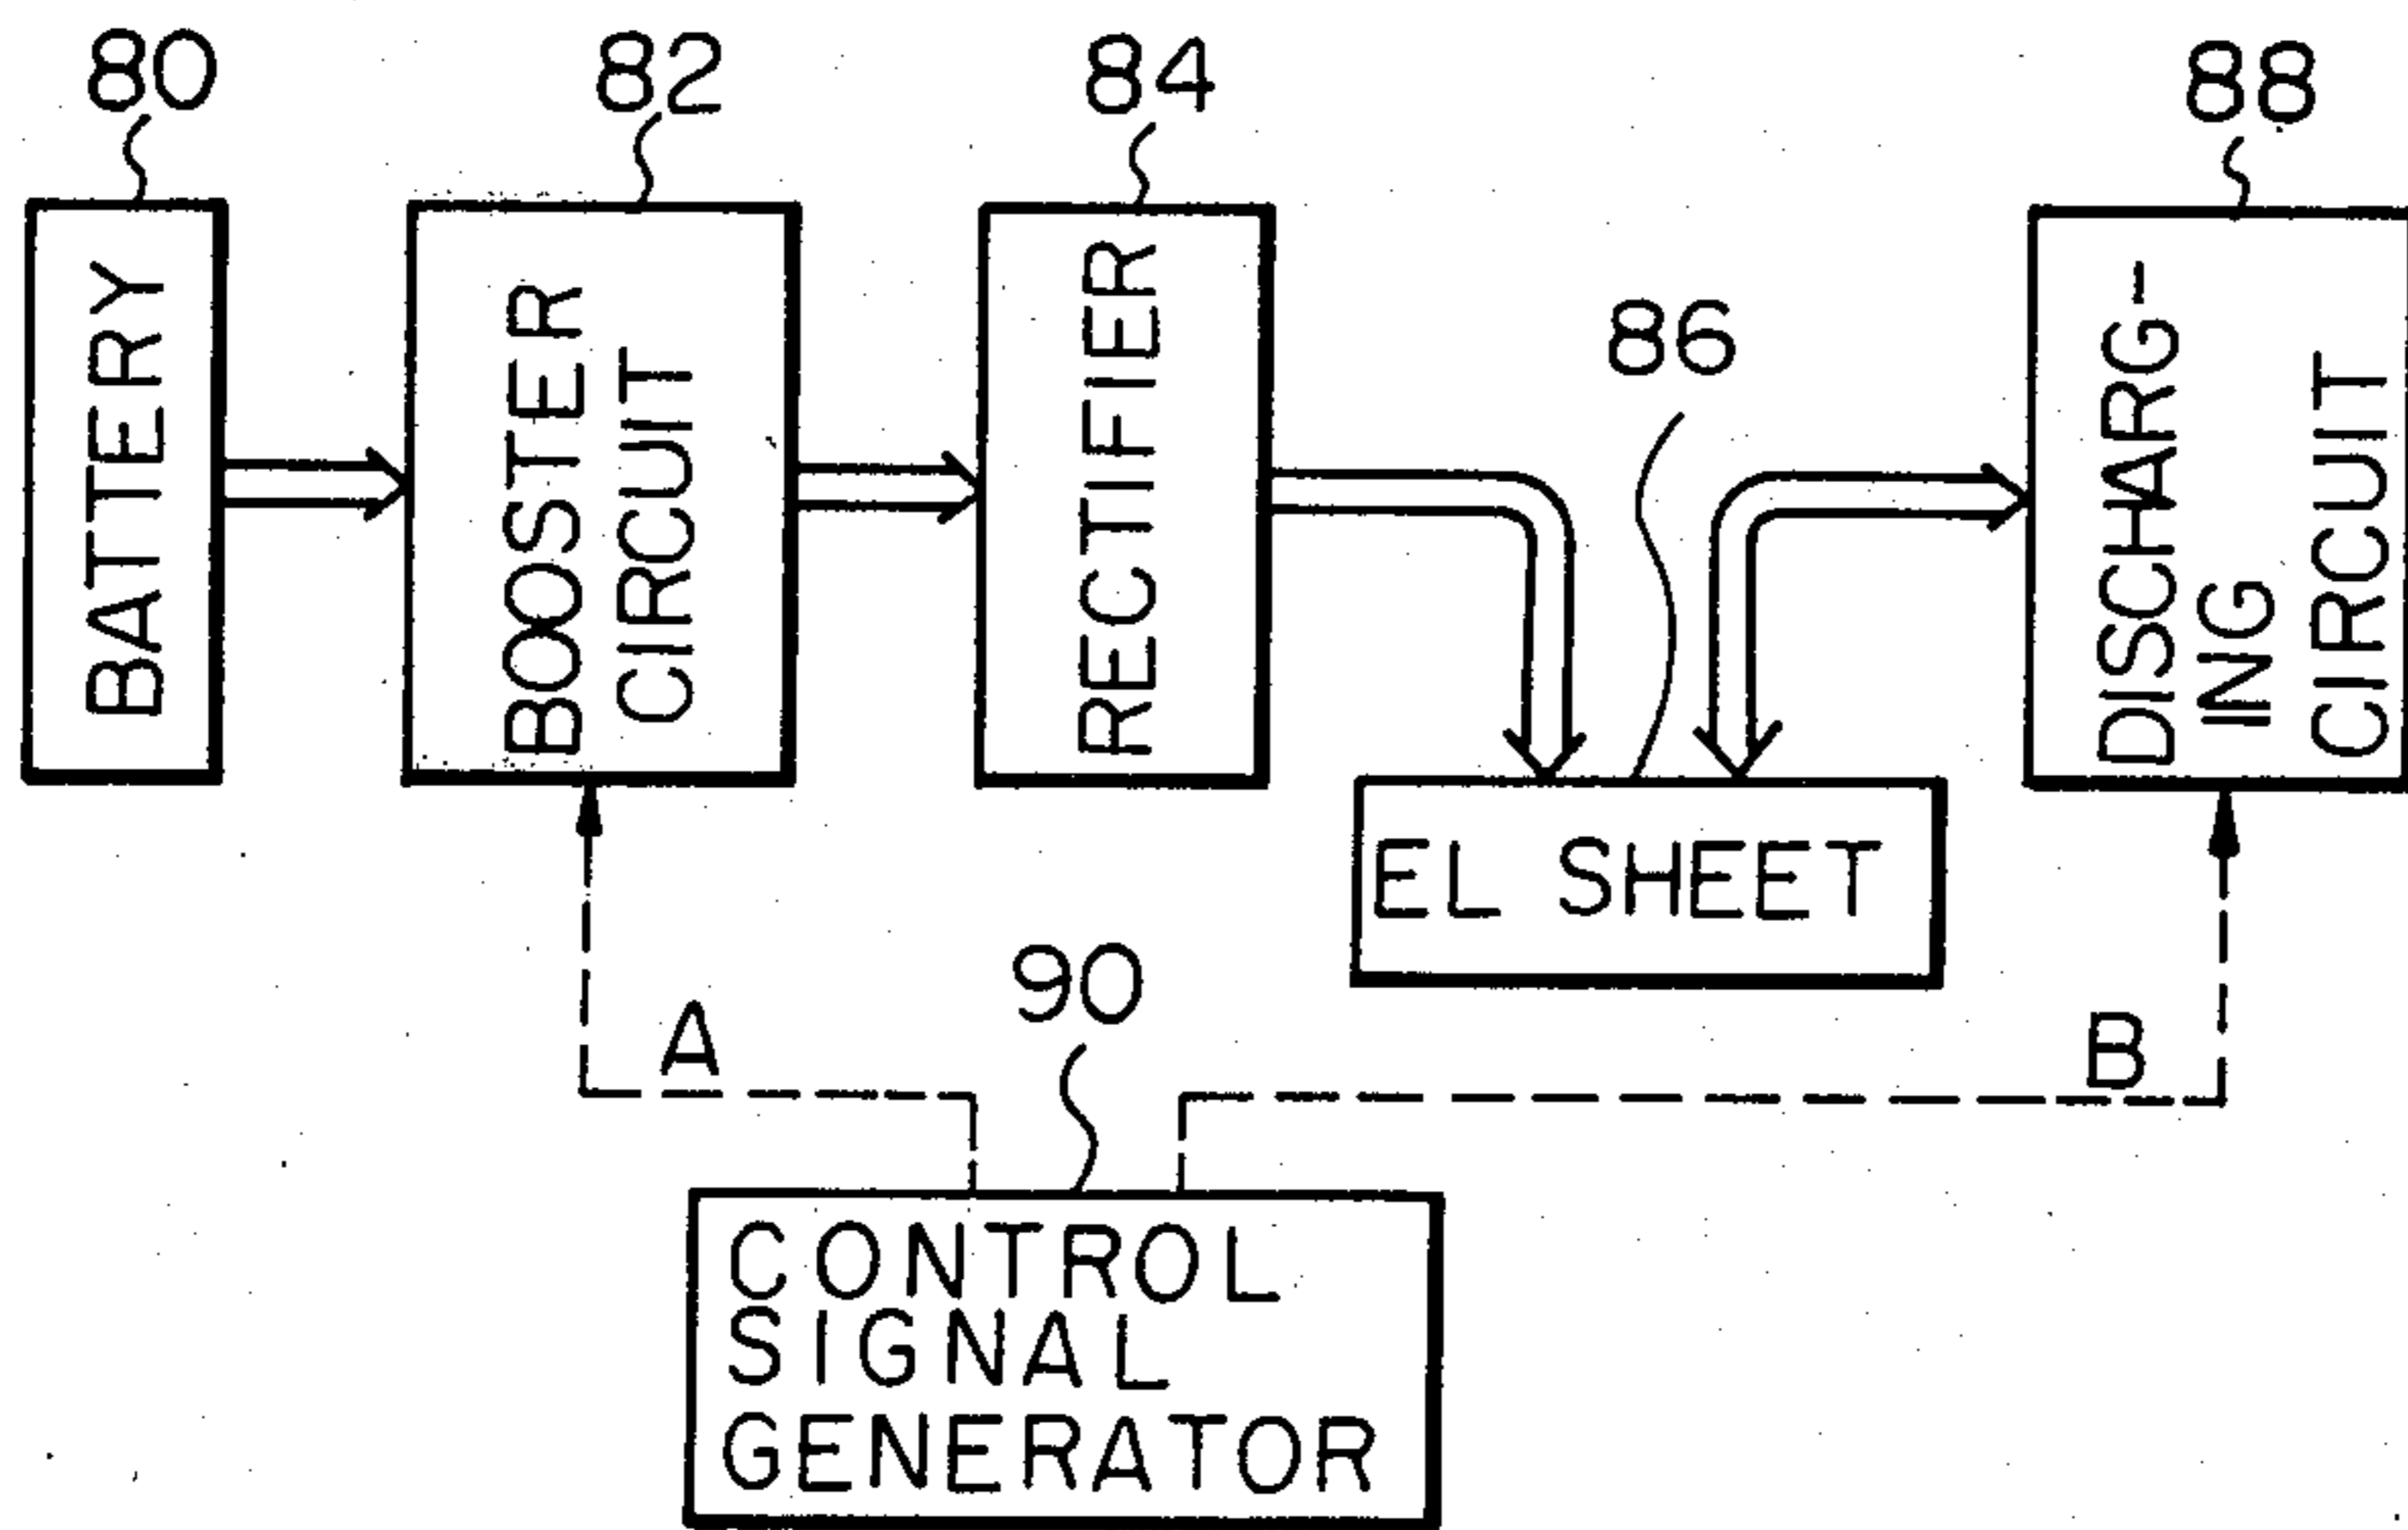 80
82
84
88
BATTERY
BOOSTER
CIRCUIT
RECTIFIER
86
DISCHARG-
ING
CIRCUIT
EL SHEET
90
A
B
CONTROL
SIGNAL
GENERATOR